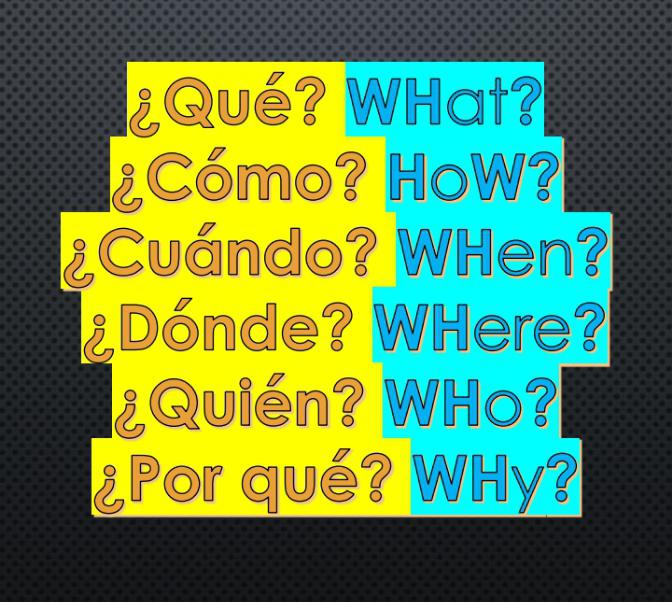 ¿Qué? WHat?
¿Cómo? HoW?
¿Cuándo? WHen?
¿Dónde? WHere?
¿Quién? WHo?
¿Por qué? WHy?